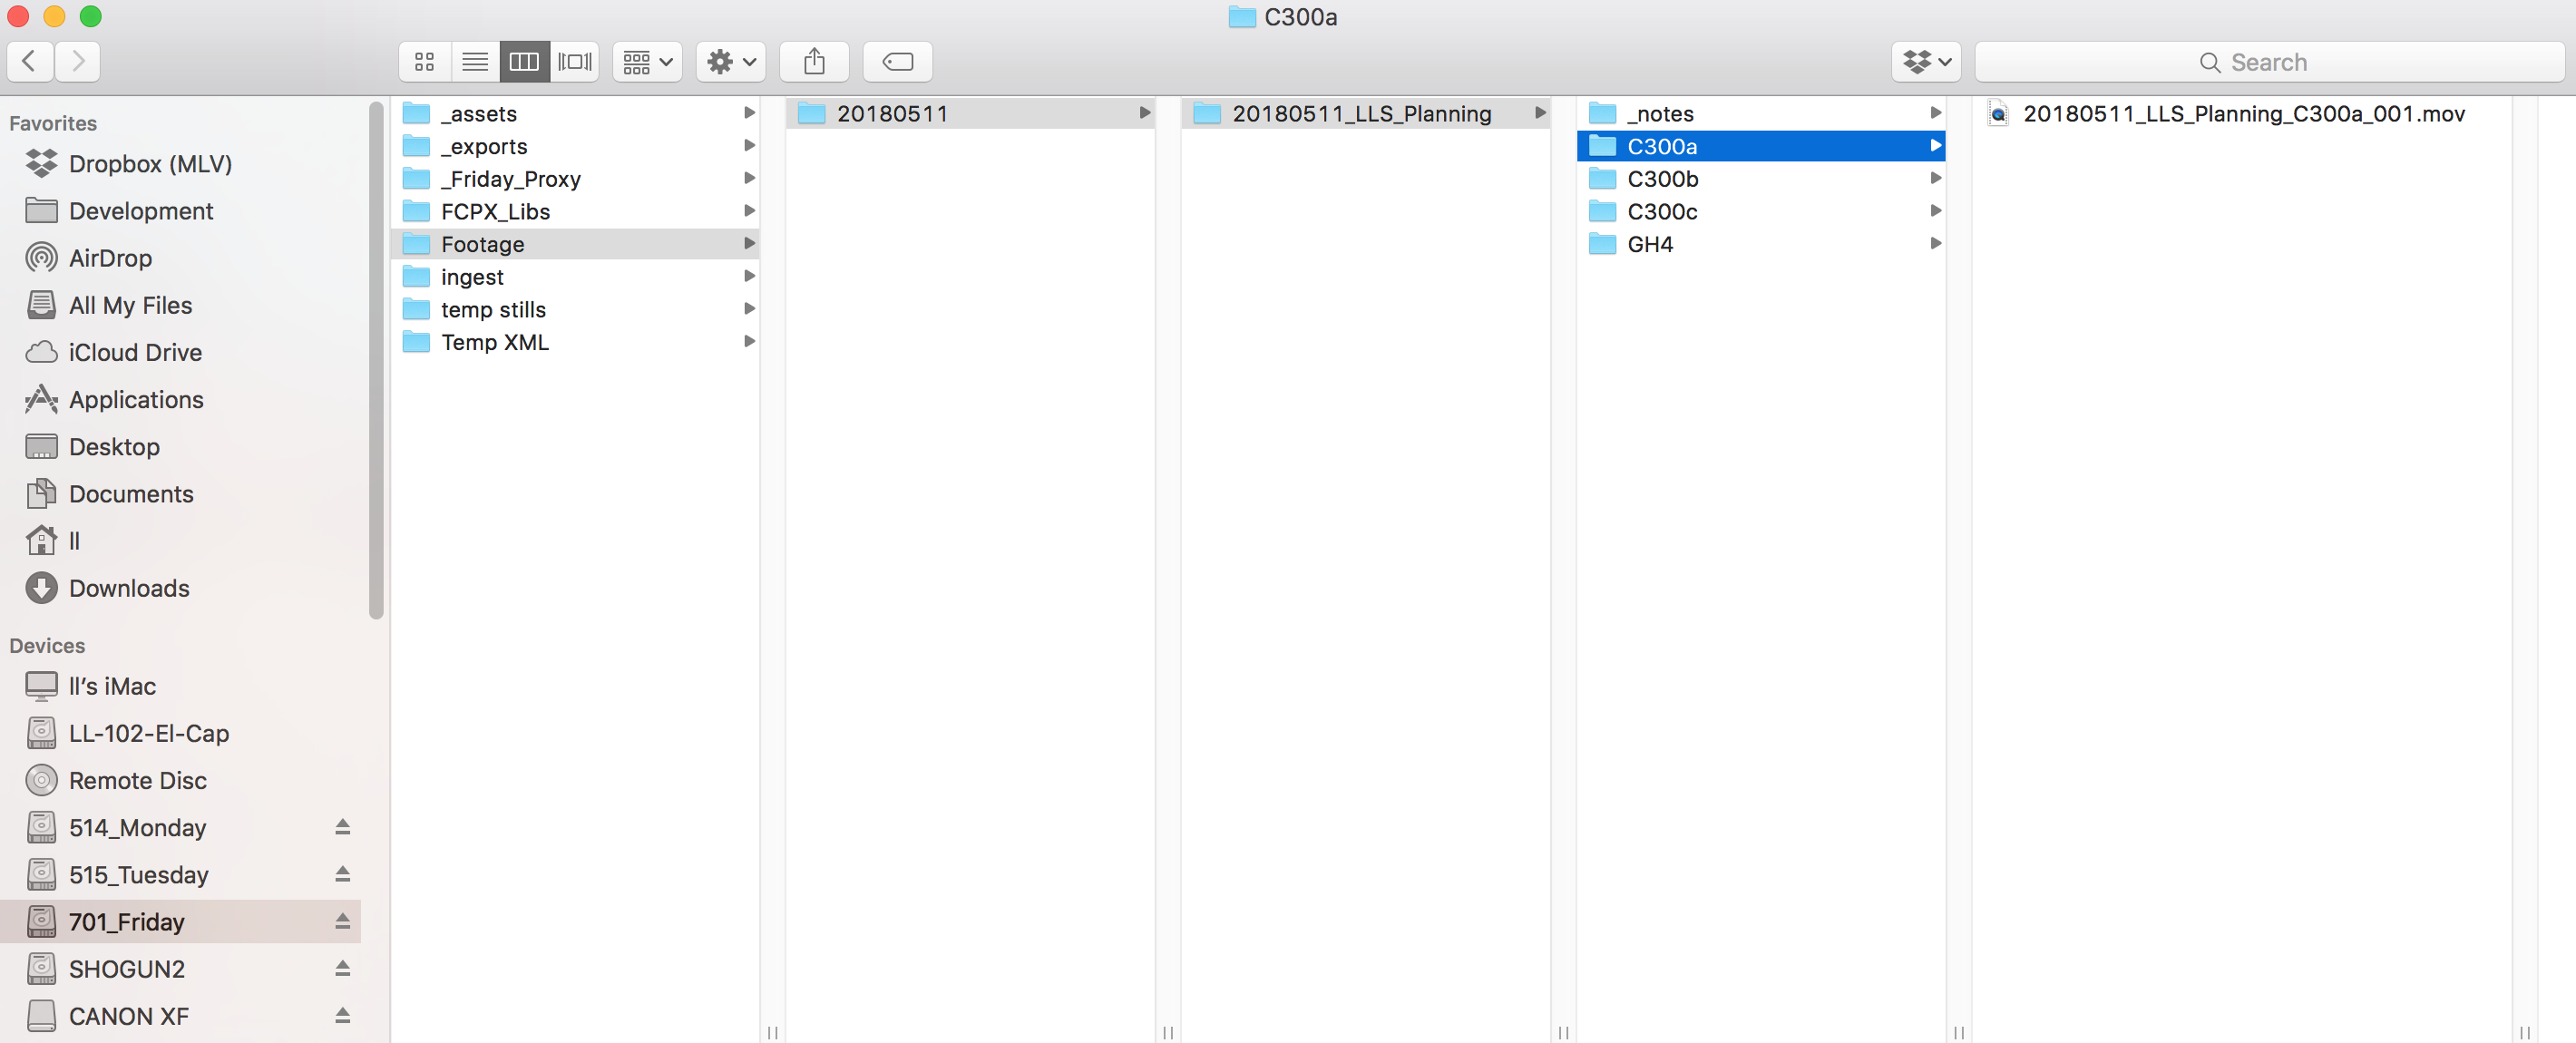 C300a
Search
Favorites
Dropbox (MLV)
Development
AirDrop
All My Files
iCloud Drive
Applications
Desktop
Documents
ll
Downloads
Devices
ll’s iMac
LL-102-El-Cap
Remote Disc
514_Monday
515_Tuesday
701_Friday
SHOGUN2
CANON XF
_assets
_exports
_Friday_Proxy
FCPX_Libs
Footage
ingest
temp stills
Temp XML
20180511
20180511_LLS_Planning
_notes
C300a
C300b
C300c
GH4
20180511_LLS_Planning_C300a_001.mov